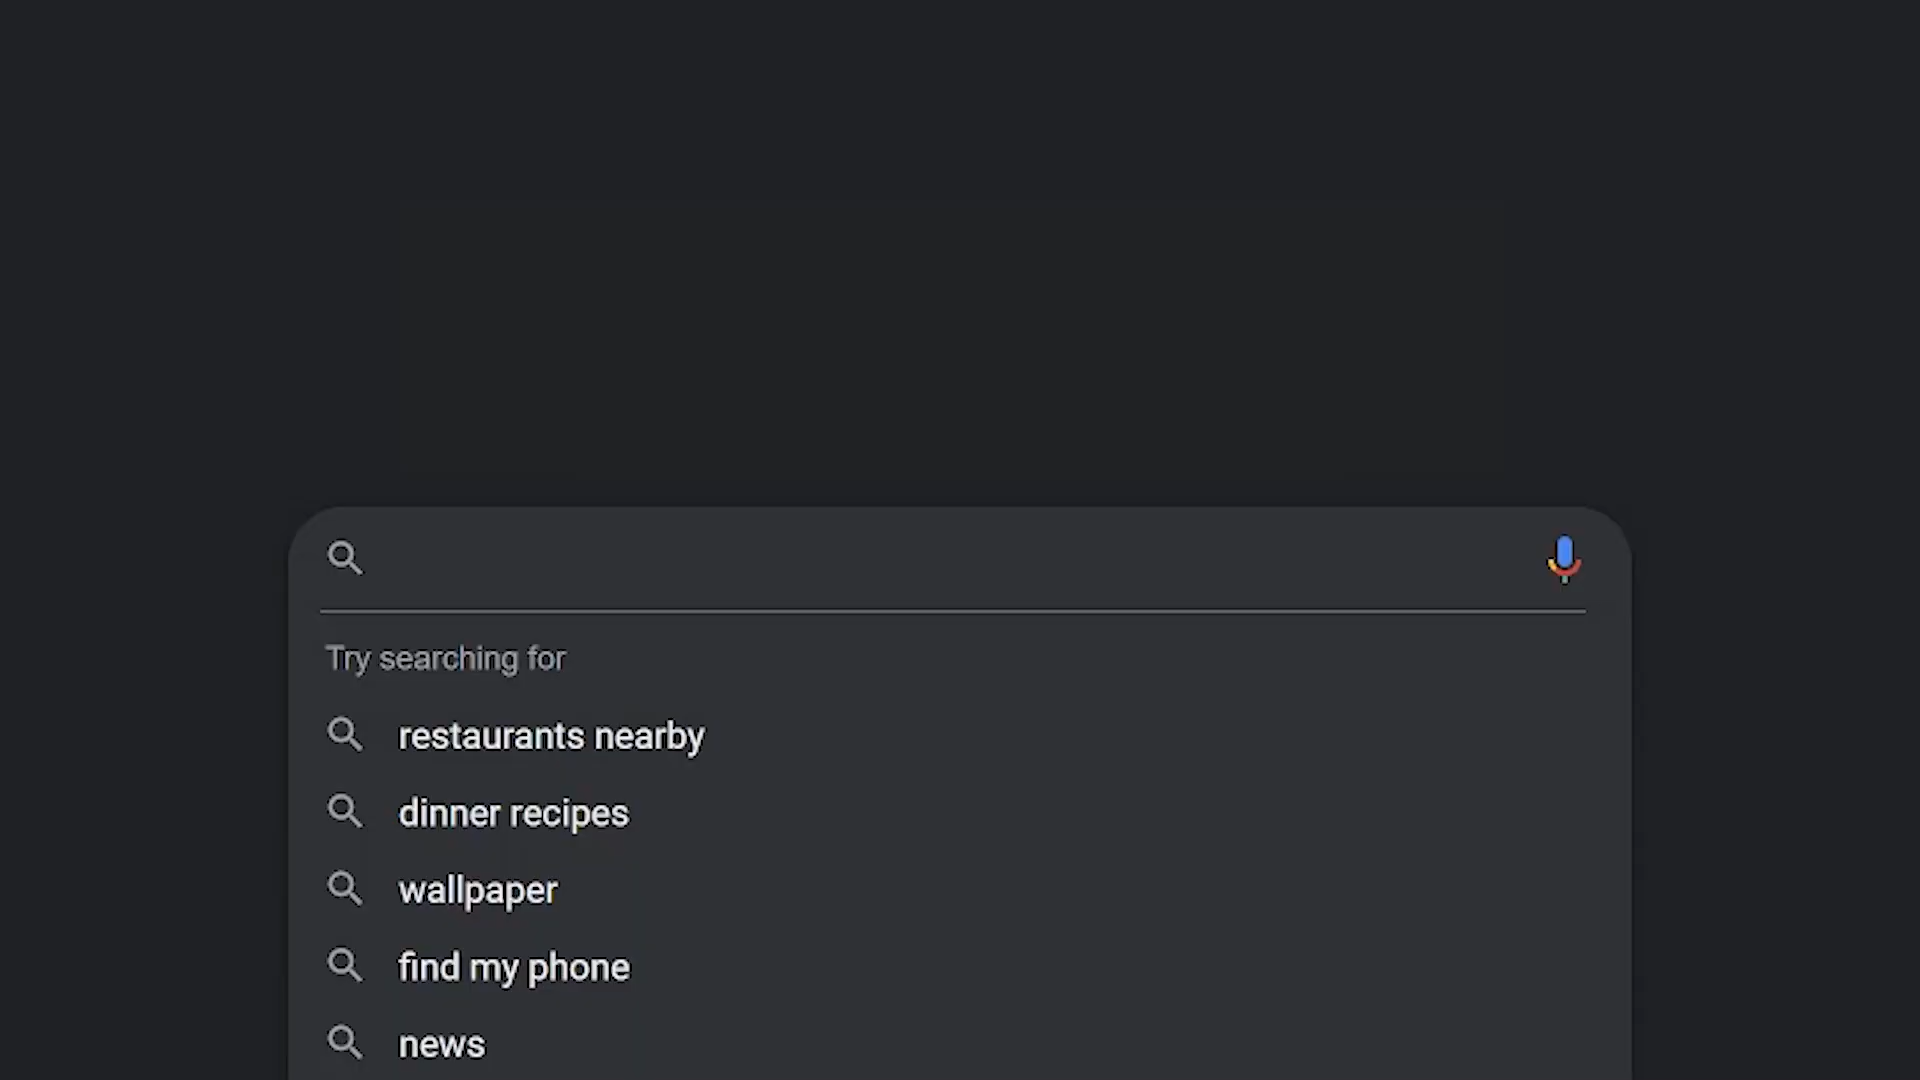 Try searching for
restaurants nearby
dinner recipes
wallpaper
find my phone
news